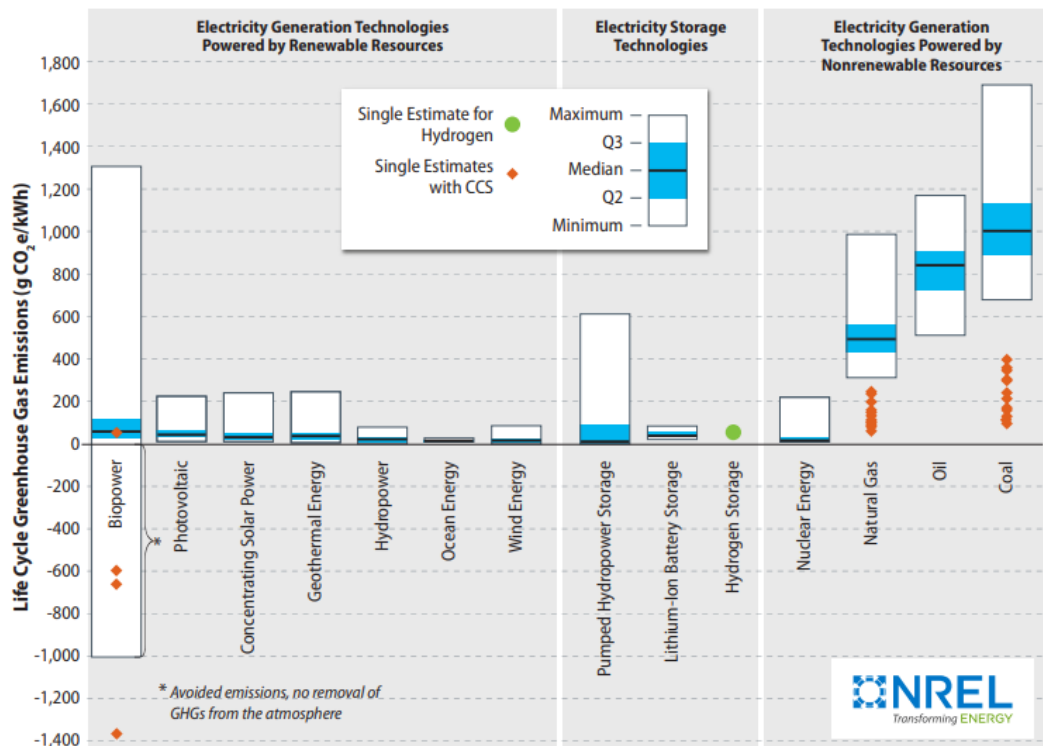 Electricity Generation Technologies
Powered by Renewable Resources
Electricity Storage
Technologies
Electricity Generation
Technologies Powered by
Nonrenewable Resources
Life Cycle Greenhouse Gas Emissions (g CO2e/kWh)
1,800
1,600
1,400
1,200
1,000
800
600
400
200
0
-200
-400
-600
-800
-1,000
-1,200
-1,400
Single Estimate for
Hydrogen
Single Estimates
with CCS
Maximum
Q3
Median
Q2
Minimum
Biopower
*
Photovoltaic
Concentrating Solar Power
Geothermal Energy
Hydropower
Ocean Energy
Wind Energy
Pumped Hydropower Storage
Lithium-Ion Battery Storage
Hydrogen Storage
Nuclear Energy
Natural Gas
Oil
Coal
* Avoided emissions, no removal of
GHGs from the atmosphere
NREL
Transforming ENERGY